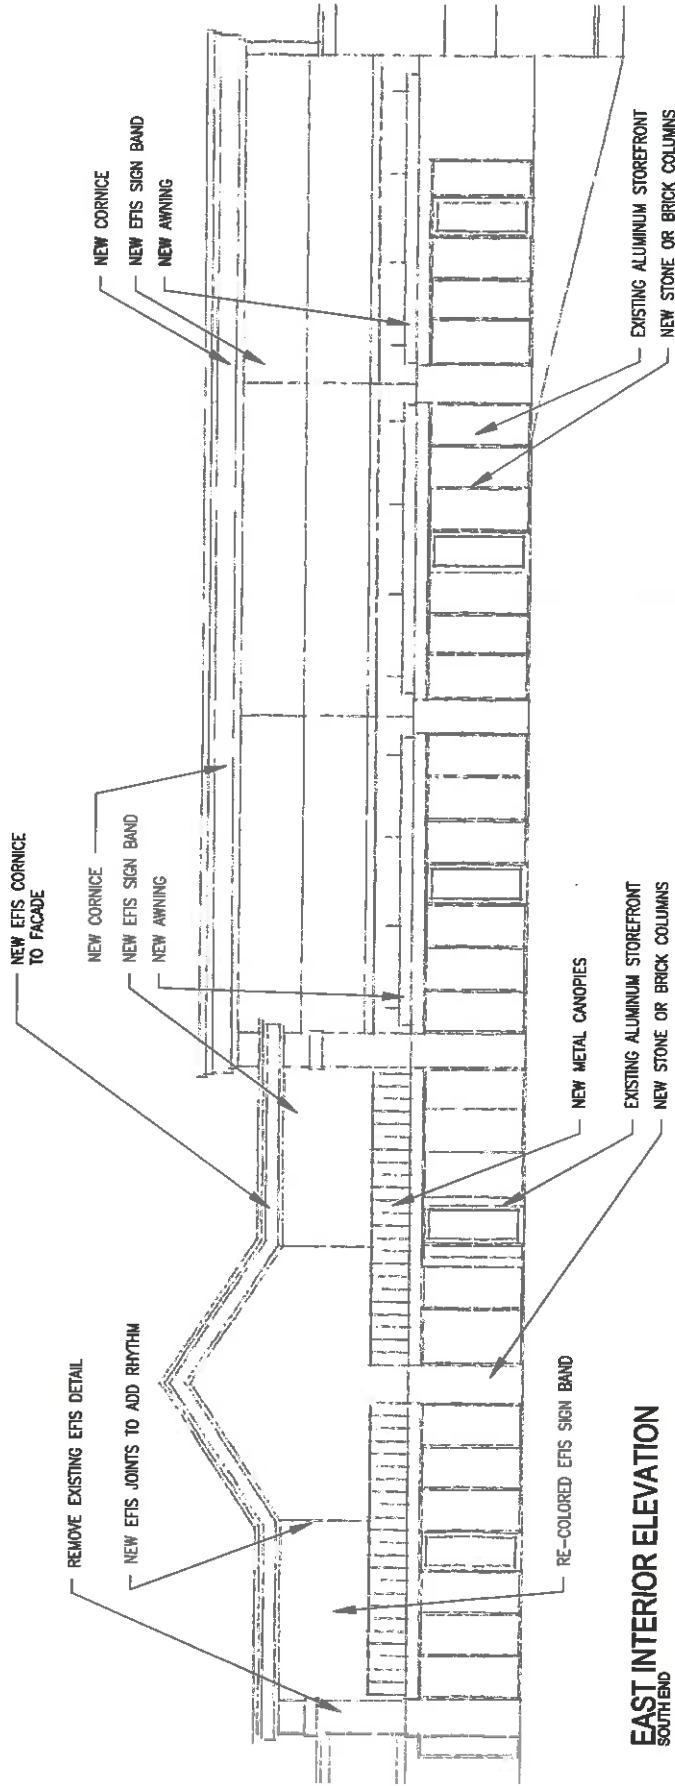 NEW EFIS CORNICE
TO FACADE
REMOVE EXISTING EFIS DETAIL
NEW EFIS JOINTS TO ADD RHYTHM
NEW CORNICE
NEW EFIS SIGN BAND
NEW AWNING
NEW CORNICE
NEW EFIS SIGN BAND
NEW AWNING
RE-COLORED EFIS SIGN BAND
NEW METAL CANOPIES
EXISTING ALUMINUM STOREFRONT
NEW STONE OR BRICK COLUMNS
EXISTING ALUMINUM STOREFRONT
NEW STONE OR BRICK COLUMNS
EAST INTERIOR ELEVATION
SOUTH END